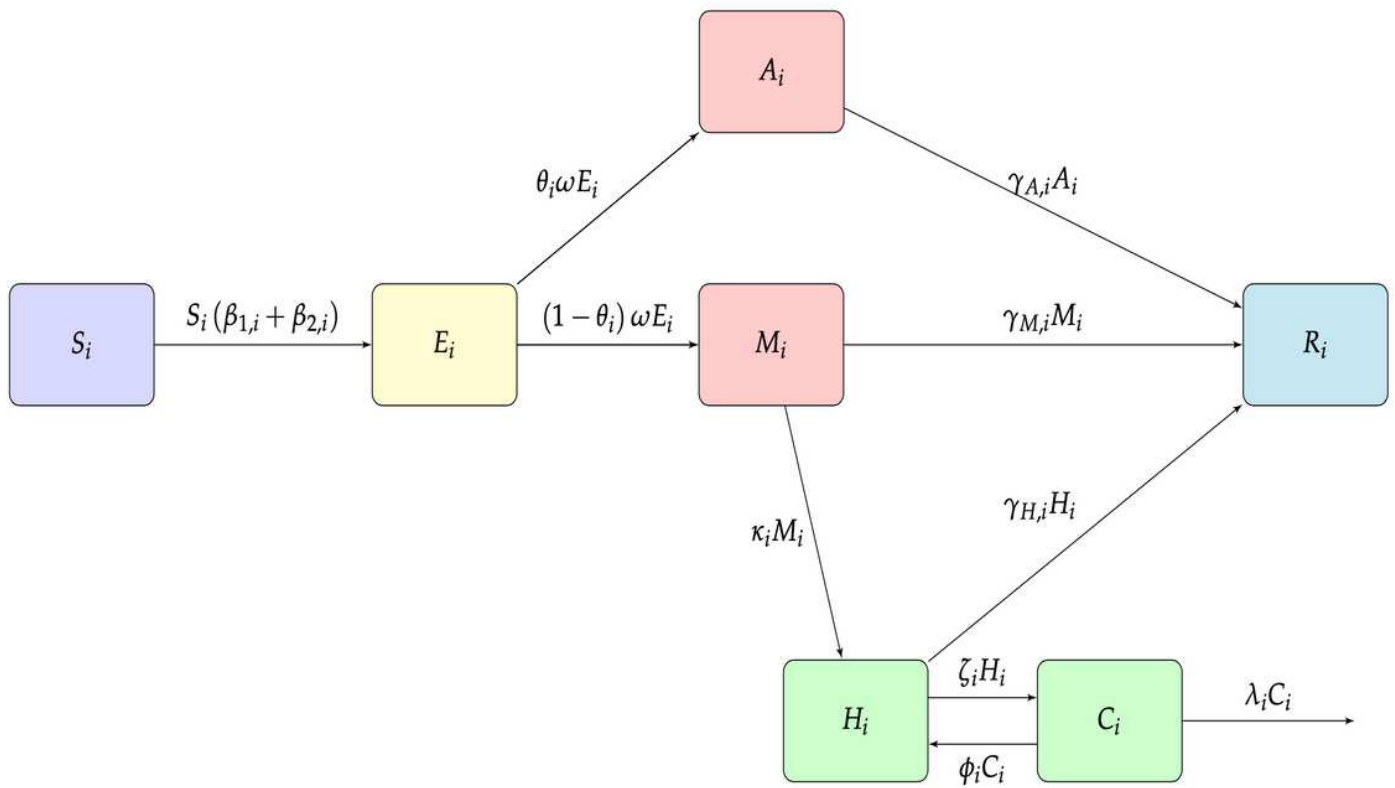 A_i
θ_iωE_i
γ_{A,i}A_i
S_i
S_i (β_{1,i} + β_{2,i})
E_i
(1 − θ_i) ωE_i
M_i
γ_{M,i}M_i
R_i
κ_iM_i
γ_{H,i}H_i
H_i
ζ_iH_i
ϕ_iC_i
C_i
λ_iC_i